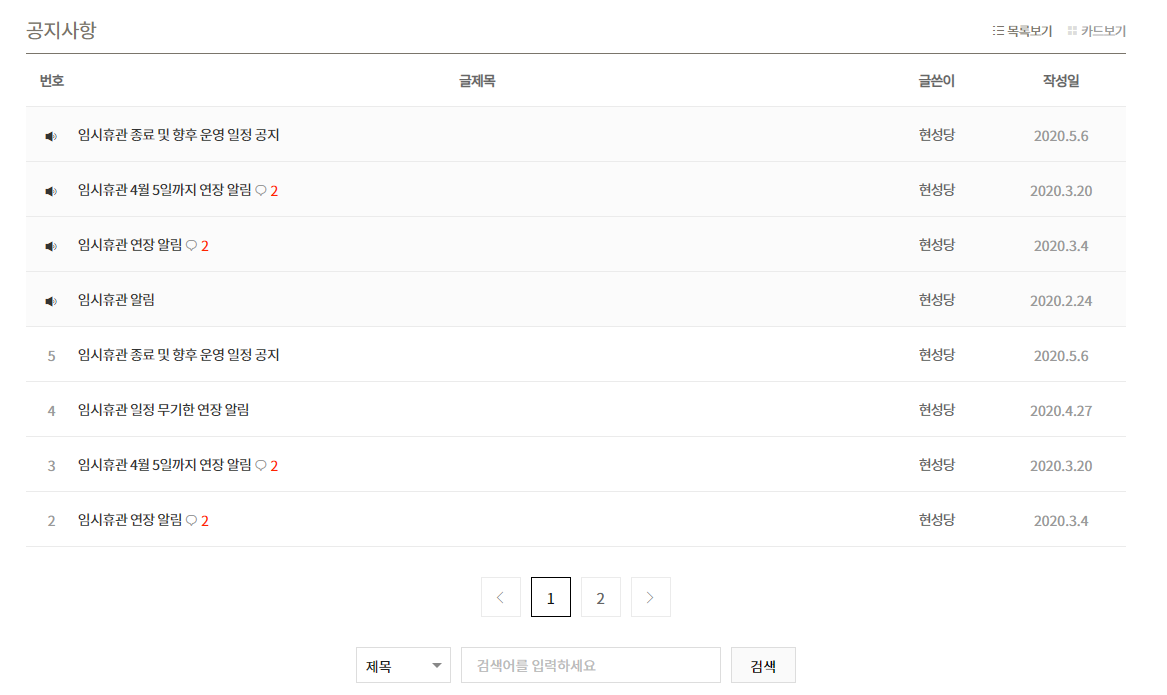 공지사항
목록보기 카드보기
번호 글제목 글쓴이 작성일
임시휴관 종료 및 향후 운영 일정 공지 현성당 2020.5.6
임시휴관 4월 5일까지 연장 알림 2 현성당 2020.3.20
임시휴관 연장 알림 2 현성당 2020.3.4
임시휴관 알림 현성당 2020.2.24
5 임시휴관 종료 및 향후 운영 일정 공지 현성당 2020.5.6
4 임시휴관 일정 무기한 연장 알림 현성당 2020.4.27
3 임시휴관 4월 5일까지 연장 알림 2 현성당 2020.3.20
2 임시휴관 연장 알림 2 현성당 2020.3.4
1 2
제목 검색어를 입력하세요 검색